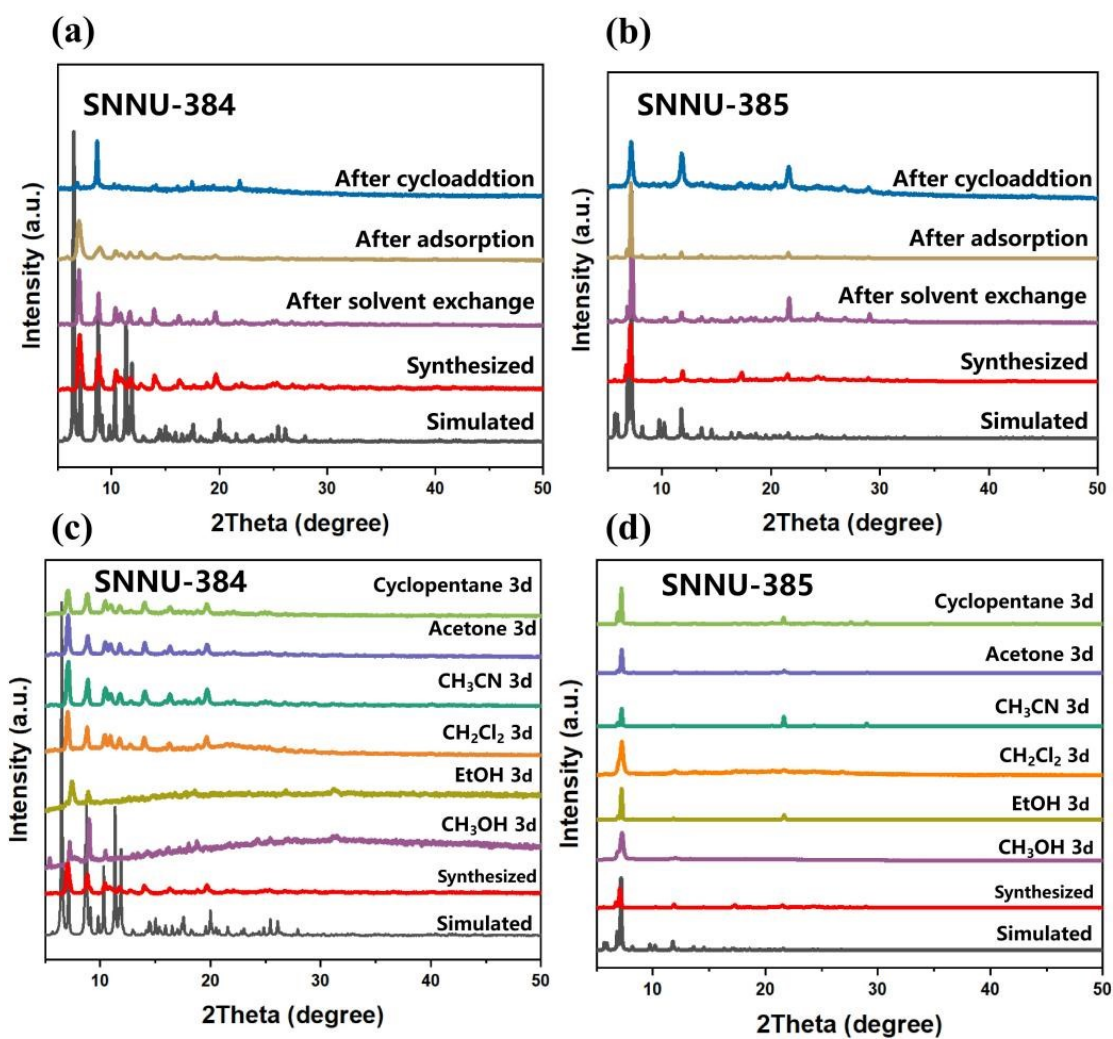 (a)
SNNU-384
After cycloaddtion
After adsorption
After solvent exchange
Synthesized
Simulated
Intensity (a.u.)
10 20 30 40 50
2Theta (degree)
(b)
SNNU-385
After cycloaddtion
After adsorption
After solvent exchange
Synthesized
Simulated
Intensity (a.u.)
10 20 30 40 50
2Theta (degree)
(c)
SNNU-384
Cyclopentane 3d
Acetone 3d
CH₃CN 3d
CH₂Cl₂ 3d
EtOH 3d
CH₃OH 3d
Synthesized
Simulated
Intensity (a.u.)
10 20 30 40 50
2Theta (degree)
(d)
SNNU-385
Cyclopentane 3d
Acetone 3d
CH₃CN 3d
CH₂Cl₂ 3d
EtOH 3d
CH₃OH 3d
Synthesized
Simulated
Intensity (a.u.)
10 20 30 40 50
2Theta (degree)